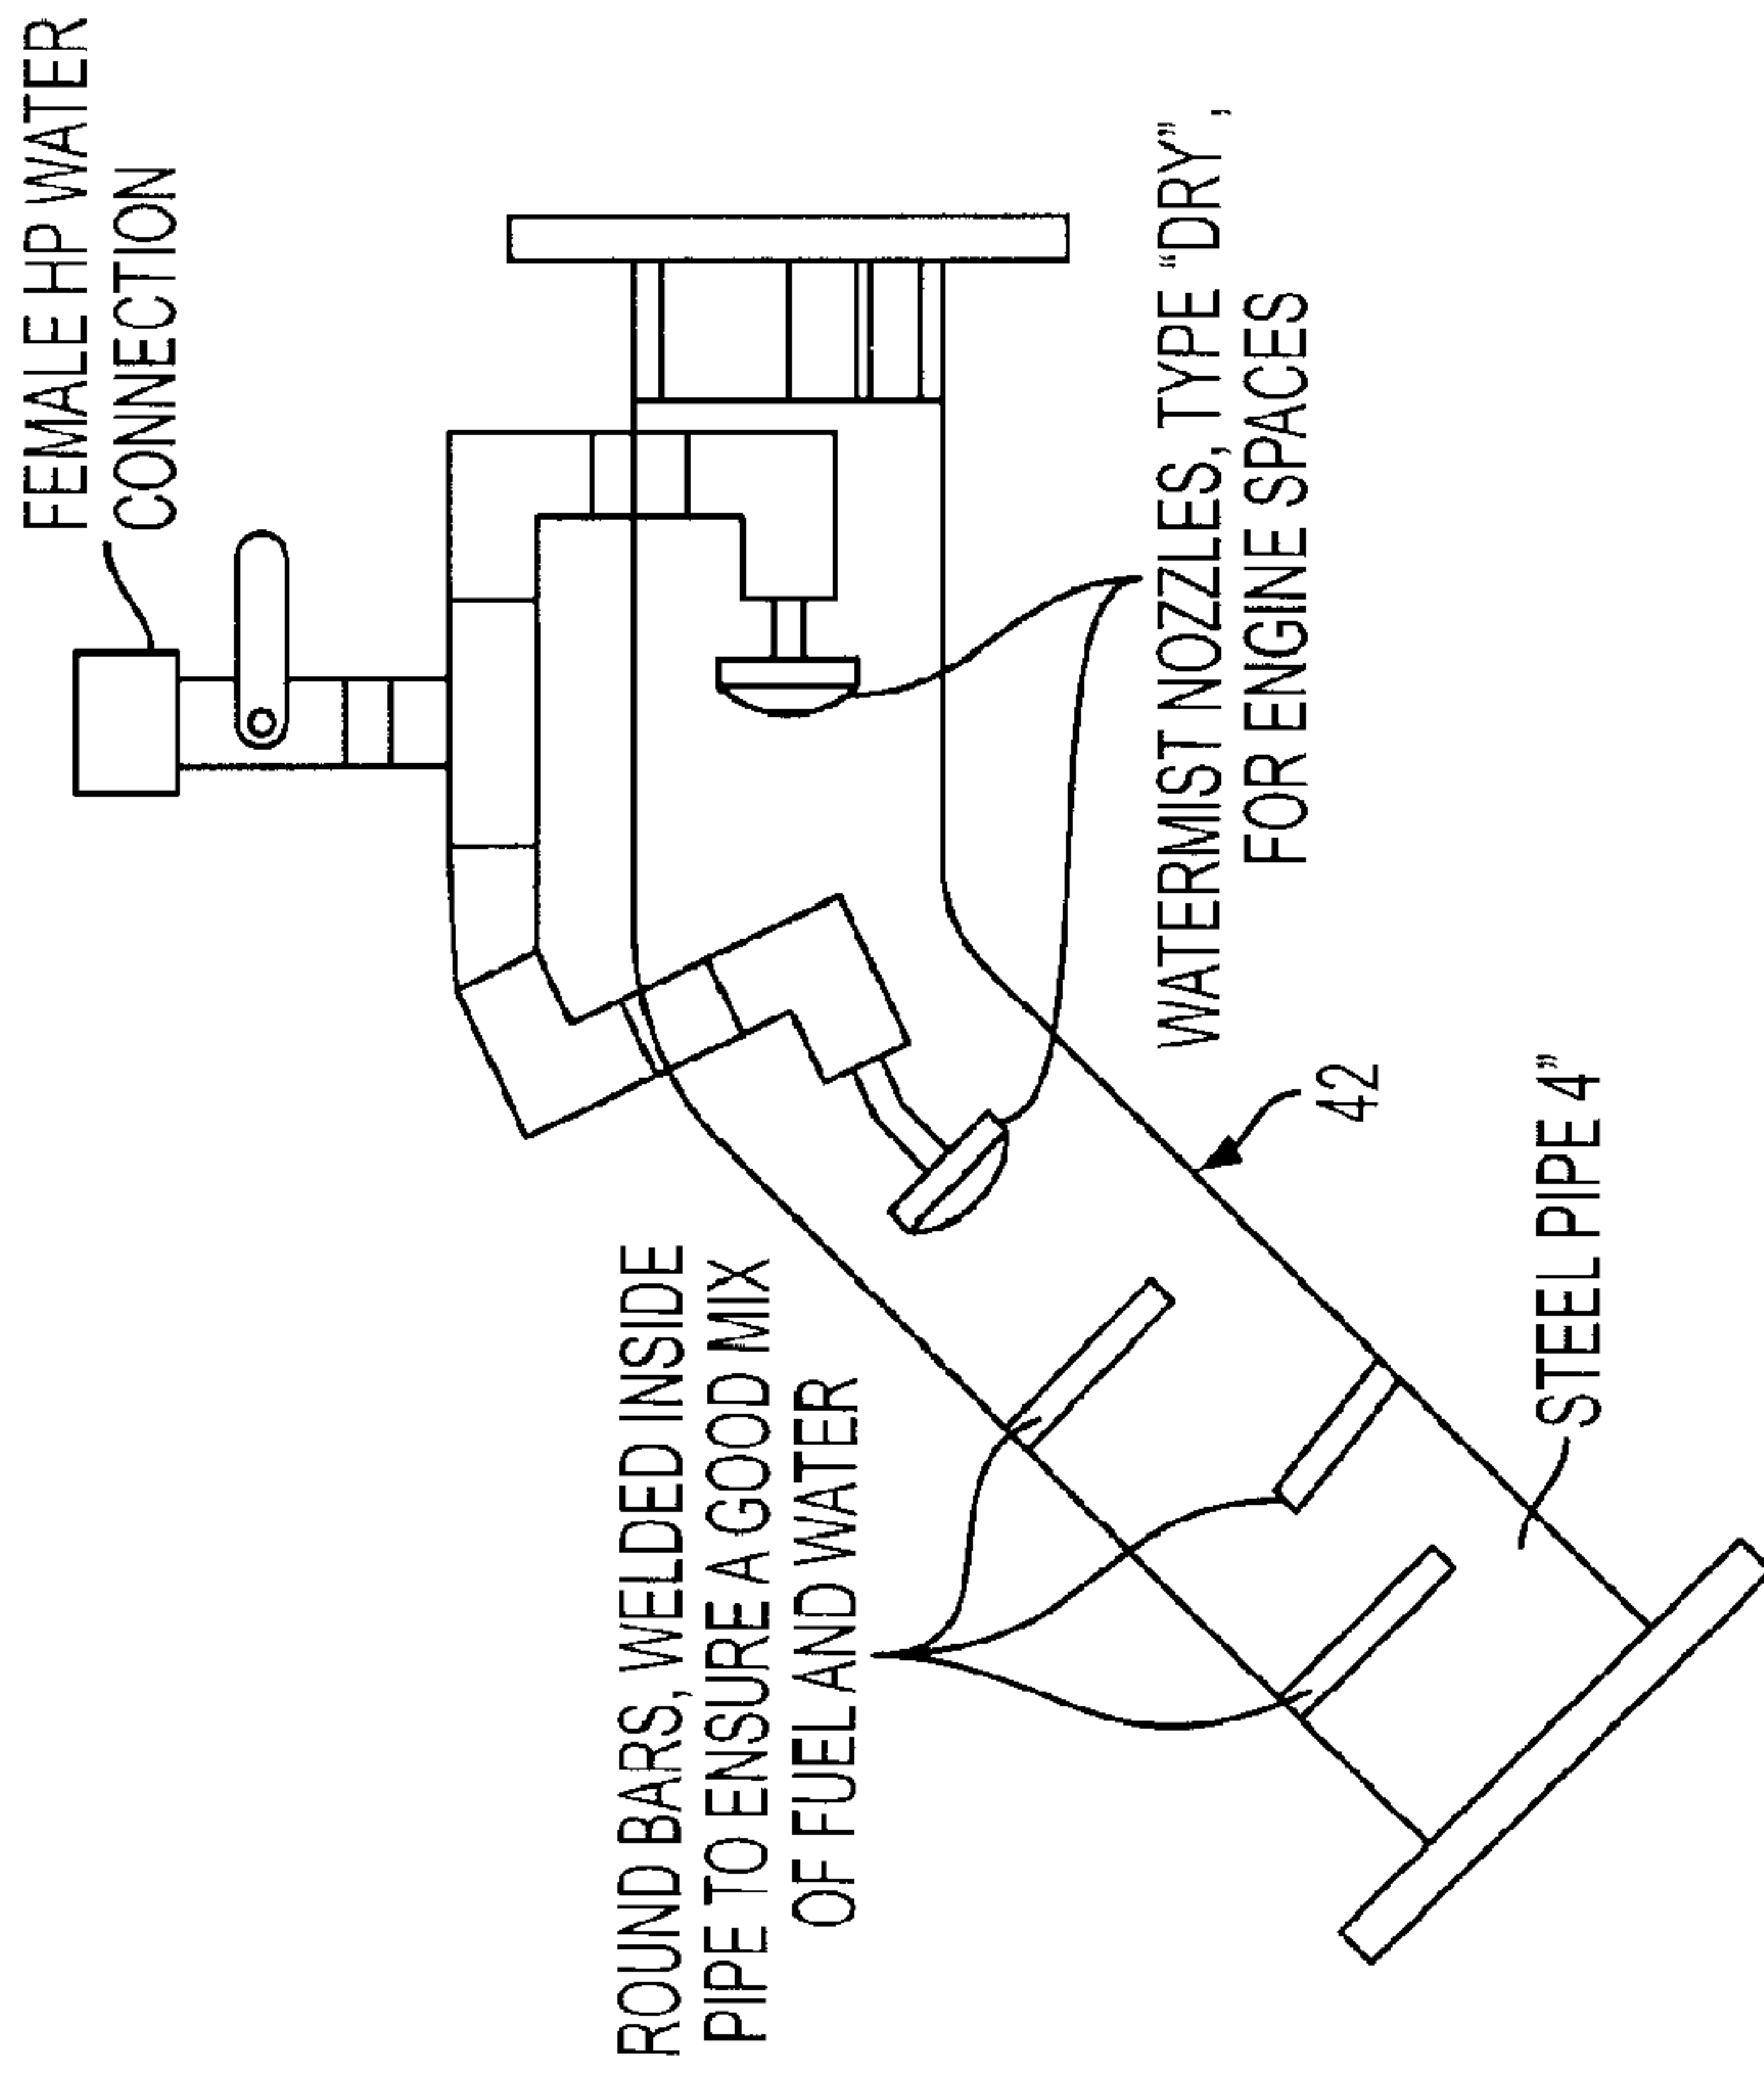 FEMALE HP WATER
CONNECTION
ROUND BARS, WELDED INSIDE
PIPE TO ENSURE A GOOD MIX
OF FUEL AND WATER
WATERMIST NOZZLES, TYPE “DRY” ,
FOR ENGINE SPACES
42
STEEL PIPE 4”